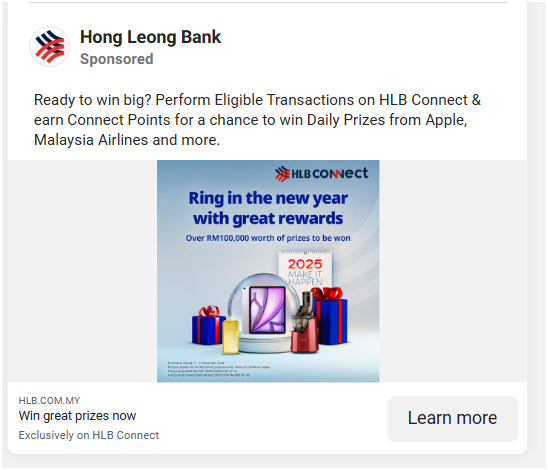 Hong Leong Bank
Sponsored
Ready to win big? Perform Eligible Transactions on HLB Connect &
earn Connect Points for a chance to win Daily Prizes from Apple,
Malaysia Airlines and more.
HLB CONNect
Ring in the new year
with great rewards
Over RM100,000 worth of prizes to be won
2025
MAKE IT
HAPPEN
HLB.COM.MY
Win great prizes now
Exclusively on HLB Connect
Learn more